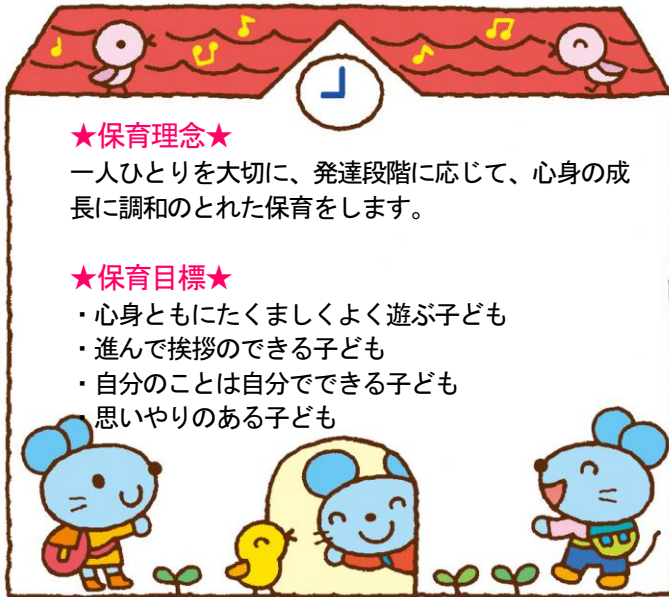 ★保育理念★
一人ひとりを大切に、発達段階に応じて、心身の成
長に調和のとれた保育をします。
★保育目標★
・心身ともにたくましくよく遊ぶ子ども
・進んで挨拶のできる子ども
・自分のことは自分でできる子ども
・思いやりのある子ども